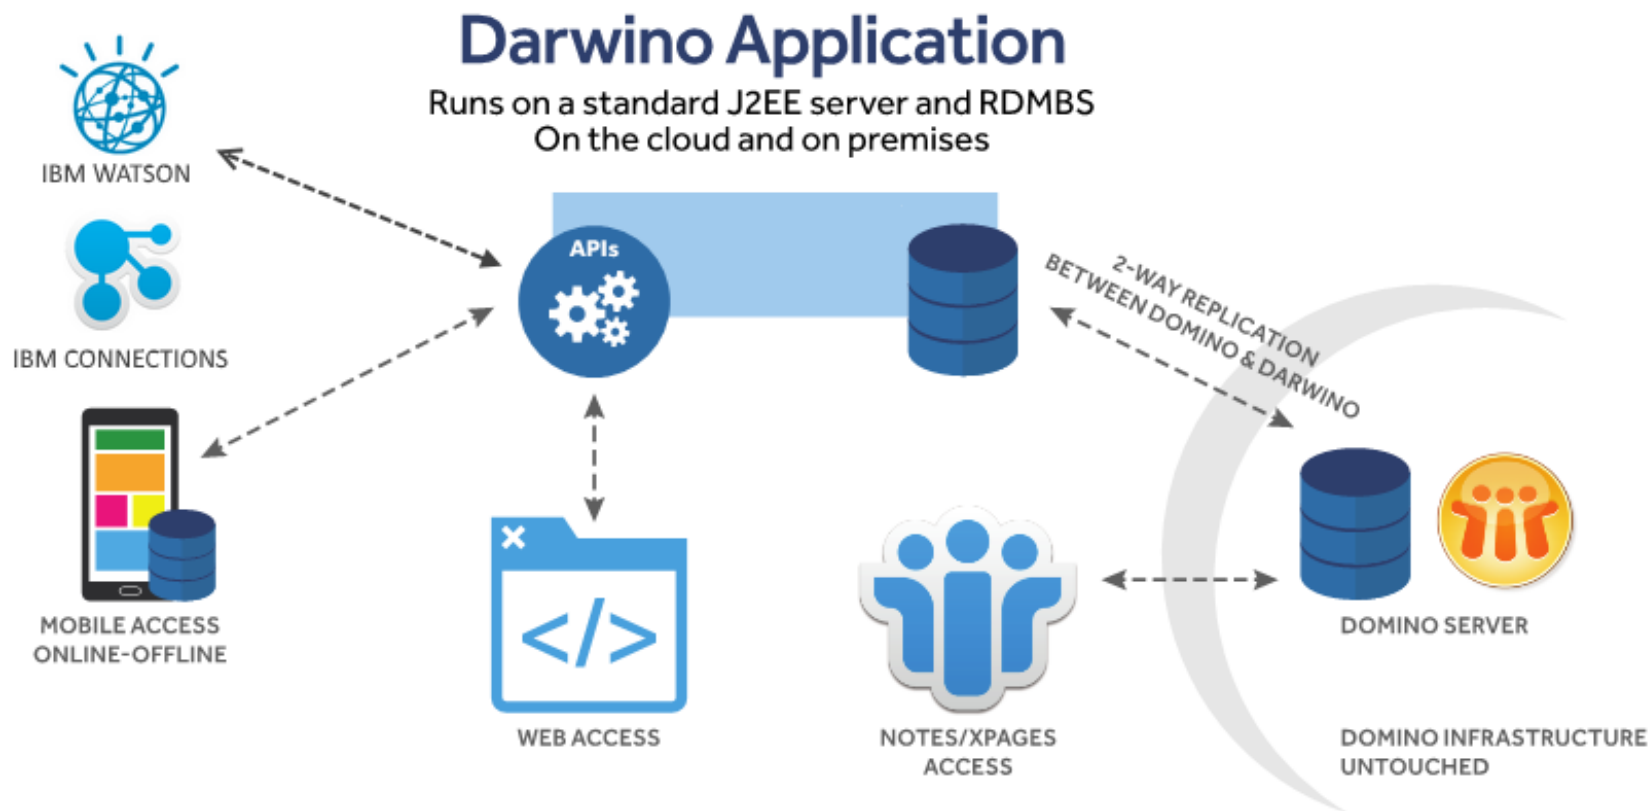 Darwino Application
Runs on a standard J2EE server and RDMBS
On the cloud and on premises
IBM WATSON
IBM CONNECTIONS
MOBILE ACCESS
ONLINE-OFFLINE
APIs
WEB ACCESS
2-WAY REPLICATION
BETWEEN DOMINO & DARWINO
NOTES/XPAGES
ACCESS
DOMINO SERVER
DOMINO INFRASTRUCTURE
UNTOUCHED